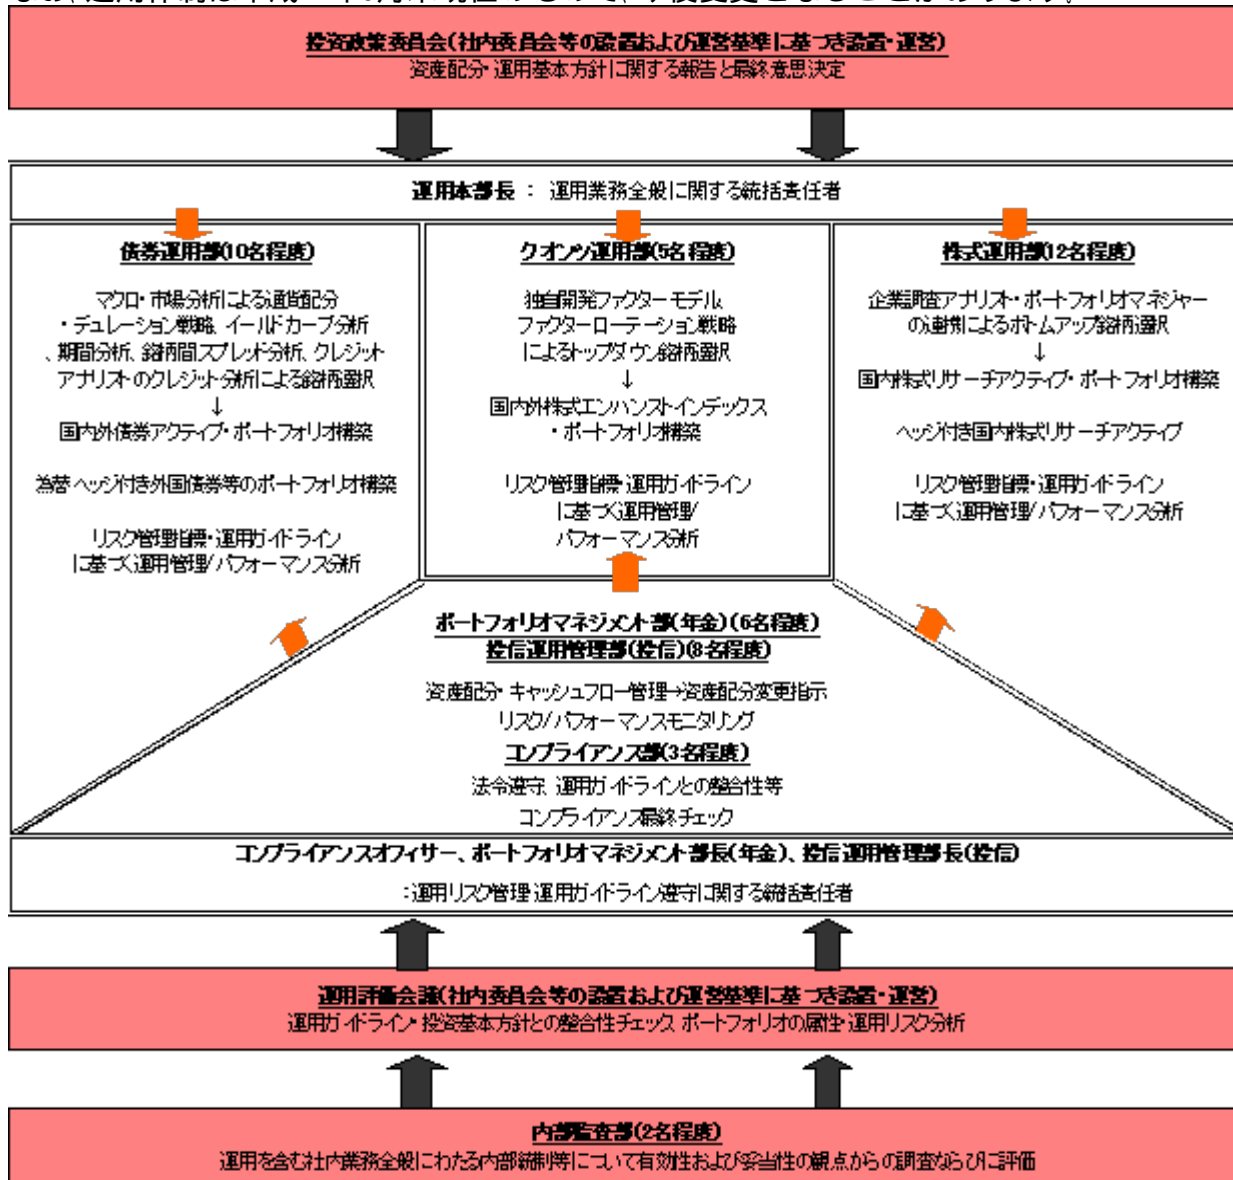 投資政策委員会(社内委員会等の設置および運営基準に基づき設置・運営)
資産配分・運用基本方針に関する報告と最終意思決定
運用本部長 : 運用業務全般に関する統括責任者
債券運用部(10名程度)
マクロ・市場分析による通貨配分
・デュレーション戦略、イールドカーブ分析
、期間分析、銘柄間スプレッド分析、クレジット
アナリストのクレジット分析による銘柄選択
↓
国内外債券アクティブ・ポートフォリオ構築
為替ヘッジ付き外国債券等のポートフォリオ構築
リスク管理指標・運用ガイドライン
に基づく運用管理/パフォーマンス分析
クオンツ運用部(5名程度)
独自開発ファクターモデル、
ファクターローテーション戦略
によるトップダウン銘柄選択
↓
国内外株式エンハンストインデックス
・ポートフォリオ構築
リスク管理指標・運用ガイドライン
に基づく運用管理/
パフォーマンス分析
株式運用部(12名程度)
企業調査アナリスト・ポートフォリオマネジャー
の連携によるボトムアップ銘柄選択
↓
国内株式リサーチアクティブ・ポートフォリオ構築
ヘッジ付き国内株式リサーチアクティブ
リスク管理指標・運用ガイドライン
に基づく運用管理/パフォーマンス分析
ポートフォリオマネジメント部(年金)(6名程度)
投信運用管理部(投信)(8名程度)
資産配分・キャッシュフロー管理→資産配分変更指示
リスク/パフォーマンスモニタリング
コンプライアンス部(3名程度)
法令遵守、運用ガイドラインとの整合性等
コンプライアンス最終チェック
コンプライアンスオフィサー、ポートフォリオマネジメント部長(年金)、投信運用管理部長(投信)
:運用リスク管理・運用ガイドライン遵守に関する統括責任者
運用評価会議(社内委員会等の設置および運営基準に基づき設置・運営)
運用ガイドライン・投資基本方針との整合性チェック、ポートフォリオの属性・運用リスク分析
内部監査部(2名程度)
運用を含む社内業務全般にわたる内部統制等について有効性および妥当性の観点からの調査ならびに評価